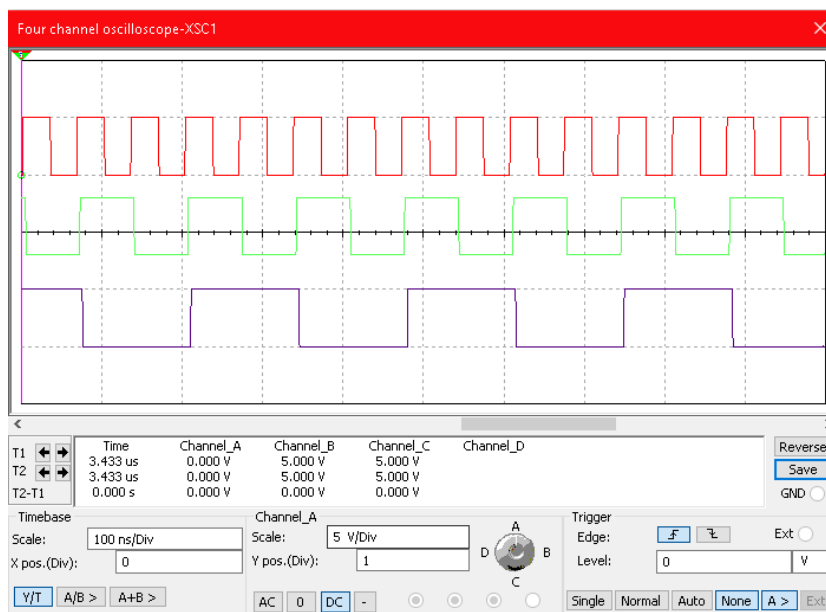 Four channel oscilloscope-XSC1
T1
T2
T2-T1
Time Channel_A Channel_B Channel_C Channel_D
3.433 us 0.000 V 5.000 V 5.000 V
3.433 us 0.000 V 5.000 V 5.000 V
0.000 s 0.000 V 0.000 V 0.000 V
Reverse
Save
GND
Timebase
Scale: 100 ns/Div
X pos.(Div): 0
Y/T A/B > A+B >
Channel_A
Scale: 5 V/Div
Y pos.(Div): 1
AC 0 DC -
A
D B
C
Trigger
Edge: Ext
Level: 0 V
Single Normal Auto None A > Ext